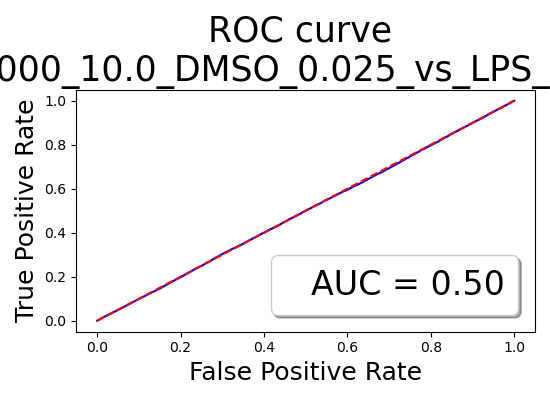 ROC curve
000_10.0_DMSO_0.025_vs_LPS_
True Positive Rate
1.0
0.8
0.6
0.4
0.2
0.0
AUC = 0.50
0.0 0.2 0.4 0.6 0.8 1.0
False Positive Rate